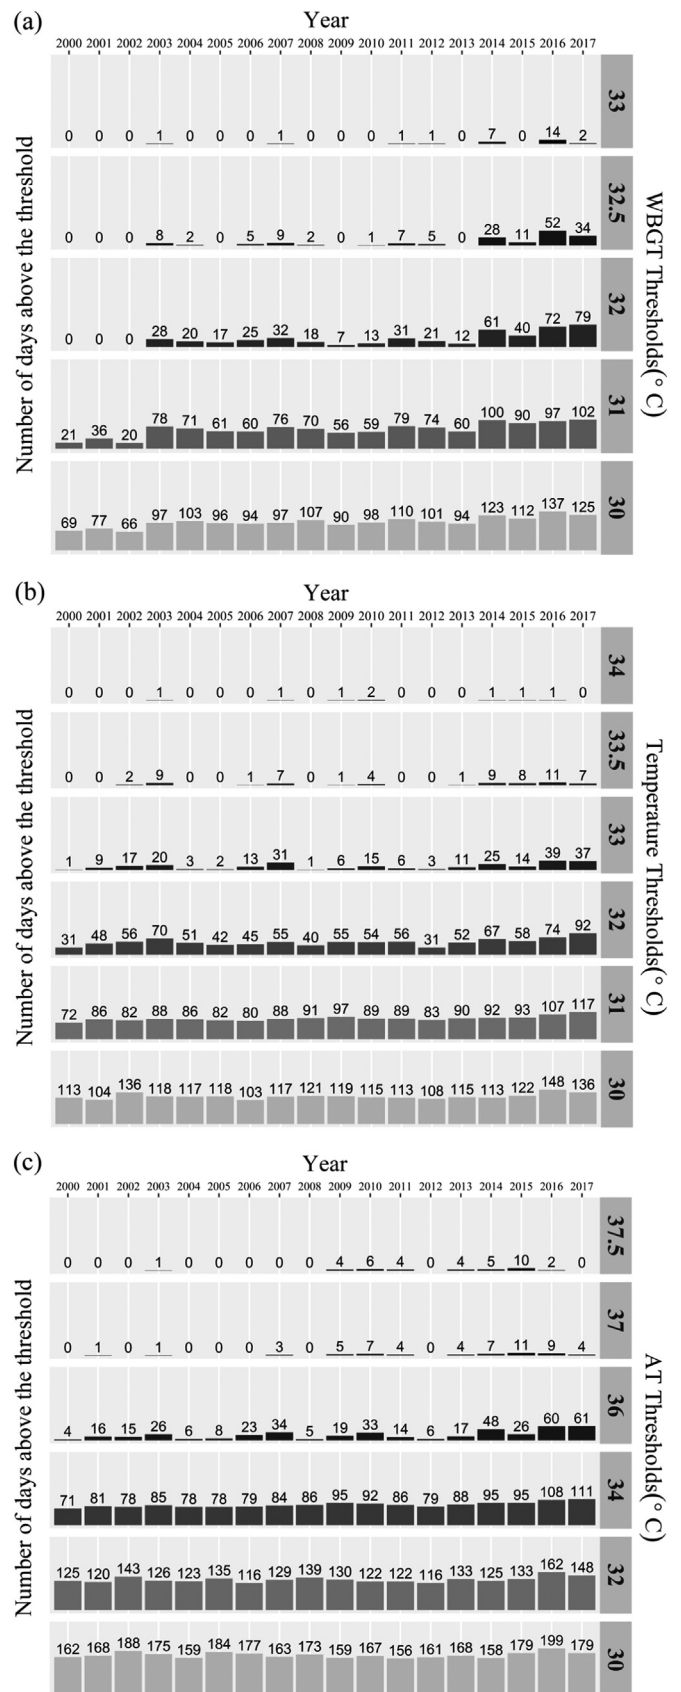 (a)
Year
2000 2001 2002 2003 2004 2005 2006 2007 2008 2009 2010 2011 2012 2013 2014 2015 2016 2017
0 0 0 1 0 0 0 1 0 0 0 1 1 0 7 0 14 2
33
0 0 0 8 2 0 5 9 2 0 1 7 5 0 28 11 52 34
32.5
0 0 0 28 20 17 25 32 18 7 13 31 21 12 61 40 72 79
32
21 36 20 78 71 61 60 76 70 56 59 79 74 60 100 90 97 102
31
69 77 66 97 103 96 94 97 107 90 98 110 101 94 123 112 137 125
30
Number of days above the threshold
WBGT Thresholds(° C)
(b)
Year
2000 2001 2002 2003 2004 2005 2006 2007 2008 2009 2010 2011 2012 2013 2014 2015 2016 2017
0 0 0 1 0 0 0 1 0 1 2 0 0 0 1 1 1 0
34
0 0 2 9 0 0 1 7 0 1 4 0 0 1 9 8 11 7
33.5
1 9 17 20 3 2 13 31 1 6 15 6 3 11 25 14 39 37
33
31 48 56 70 51 42 45 55 40 55 54 56 31 52 67 58 74 92
32
72 86 82 88 86 82 80 88 91 97 89 89 83 90 92 93 107 117
31
113 104 136 118 117 118 103 117 121 119 115 113 108 115 113 122 148 136
30
Number of days above the threshold
Temperature Thresholds(° C)
(c)
Year
2000 2001 2002 2003 2004 2005 2006 2007 2008 2009 2010 2011 2012 2013 2014 2015 2016 2017
0 0 0 1 0 0 0 0 0 4 6 4 0 4 5 10 2 0
37.5
0 1 0 1 0 0 0 3 0 5 7 4 0 4 7 11 9 4
37
4 16 15 26 6 8 23 34 5 19 33 14 6 17 48 26 60 61
36
71 81 78 85 78 78 79 84 86 95 92 86 79 88 95 95 108 111
34
125 120 143 126 123 135 116 129 139 130 122 122 116 133 125 133 162 148
32
162 168 188 175 159 184 177 163 173 159 167 156 161 168 158 179 199 179
30
Number of days above the threshold
AT Thresholds(° C)